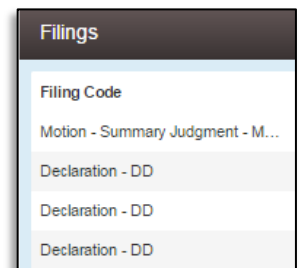 Filings
Filing Code
Motion - Summary Judgment - M...
Declaration - DD
Declaration - DD
Declaration - DD